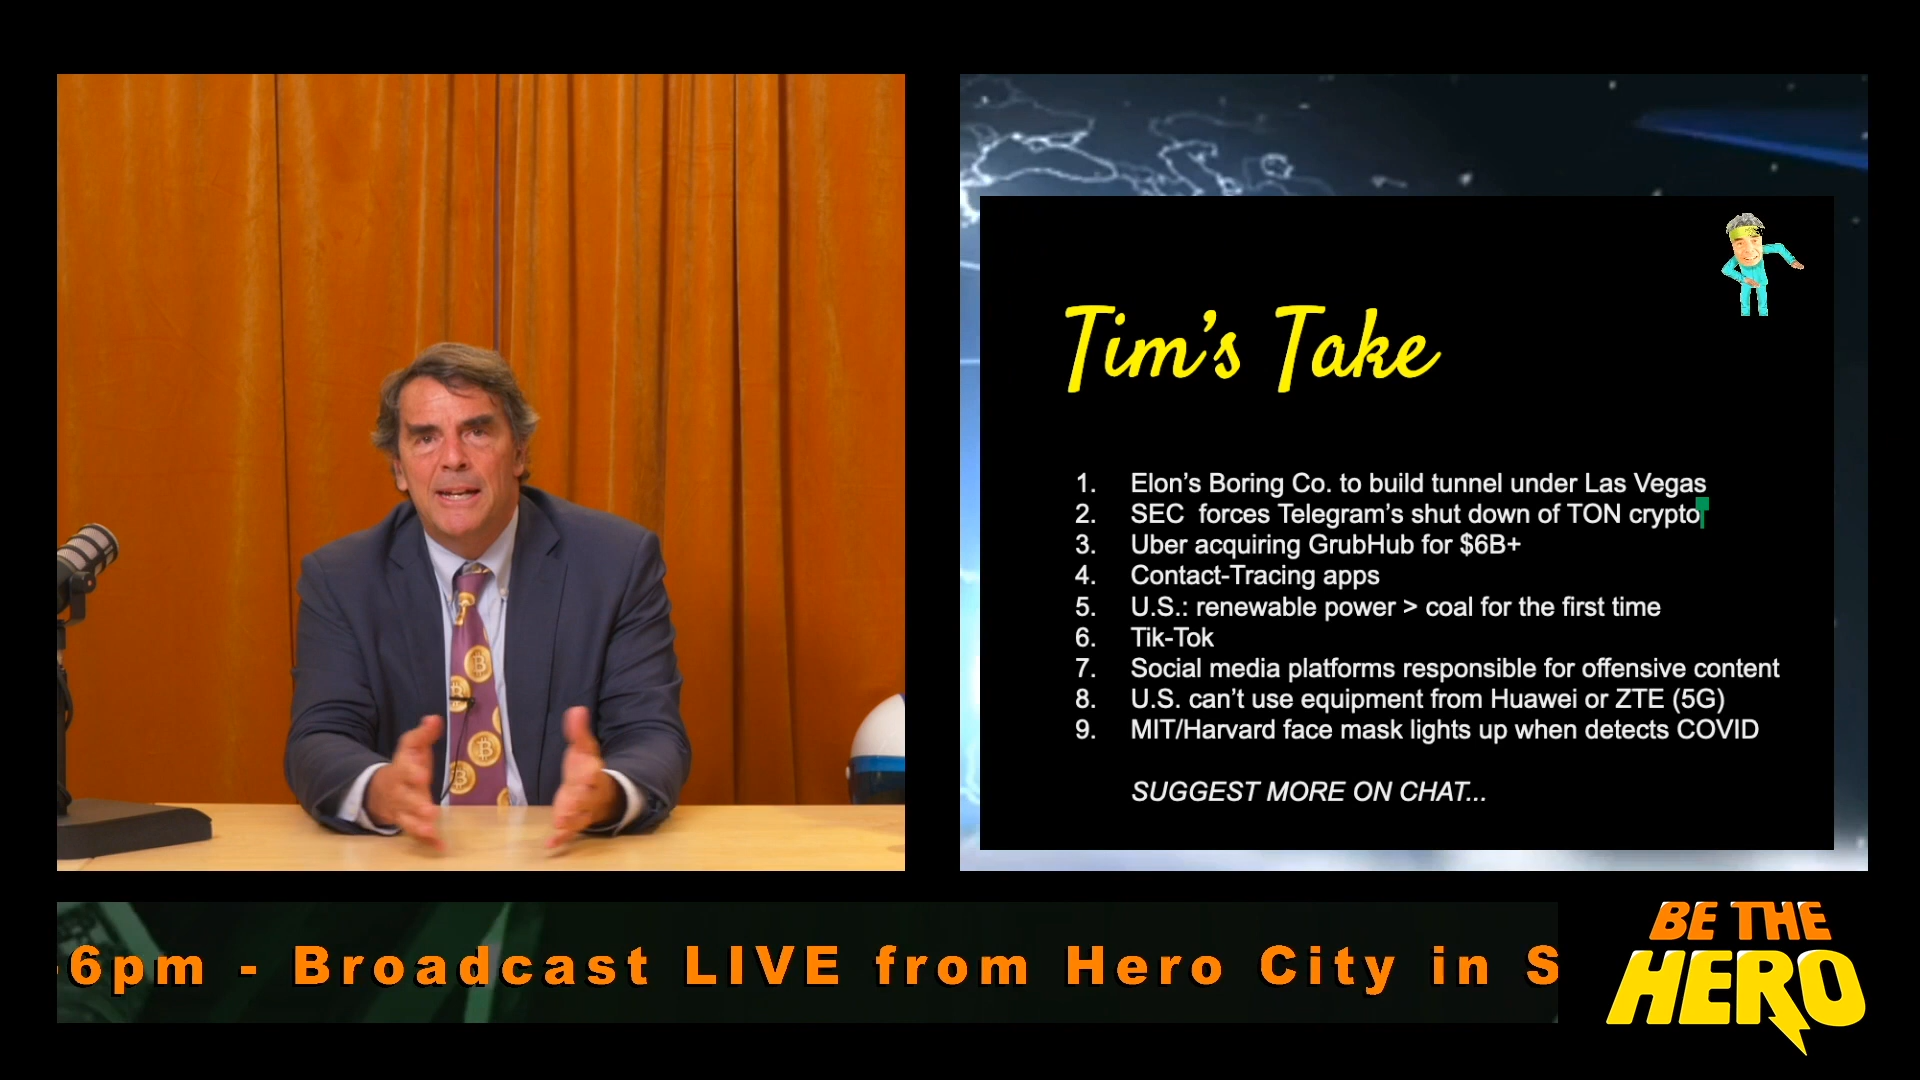 Tim's Take
1. Elon's Boring Co. to build tunnel under Las Vegas
2. SEC  forces Telegram's shut down of TON crypto
3. Uber acquiring GrubHub for $6B+
4. Contact-Tracing apps
5. U.S.: renewable power > coal for the first time
6. Tik-Tok
7. Social media platforms responsible for offensive content
8. U.S. can't use equipment from Huawei or ZTE (5G)
9. MIT/Harvard face mask lights up when detects COVID
SUGGEST MORE ON CHAT...
-6pm - Broadcast LIVE from Hero City in S
BE THE
HERO